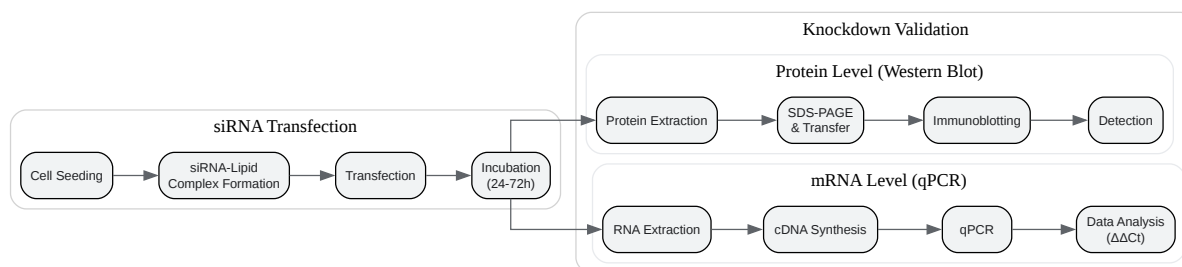 Knockdown Validation
Protein Level (Western Blot)
Protein Extraction
SDS-PAGE
& Transfer
Immunoblotting
Detection
siRNA Transfection
Cell Seeding
siRNA-Lipid
Complex Formation
Transfection
Incubation
(24-72h)
mRNA Level (qPCR)
RNA Extraction
cDNA Synthesis
qPCR
Data Analysis
(ΔΔCt)